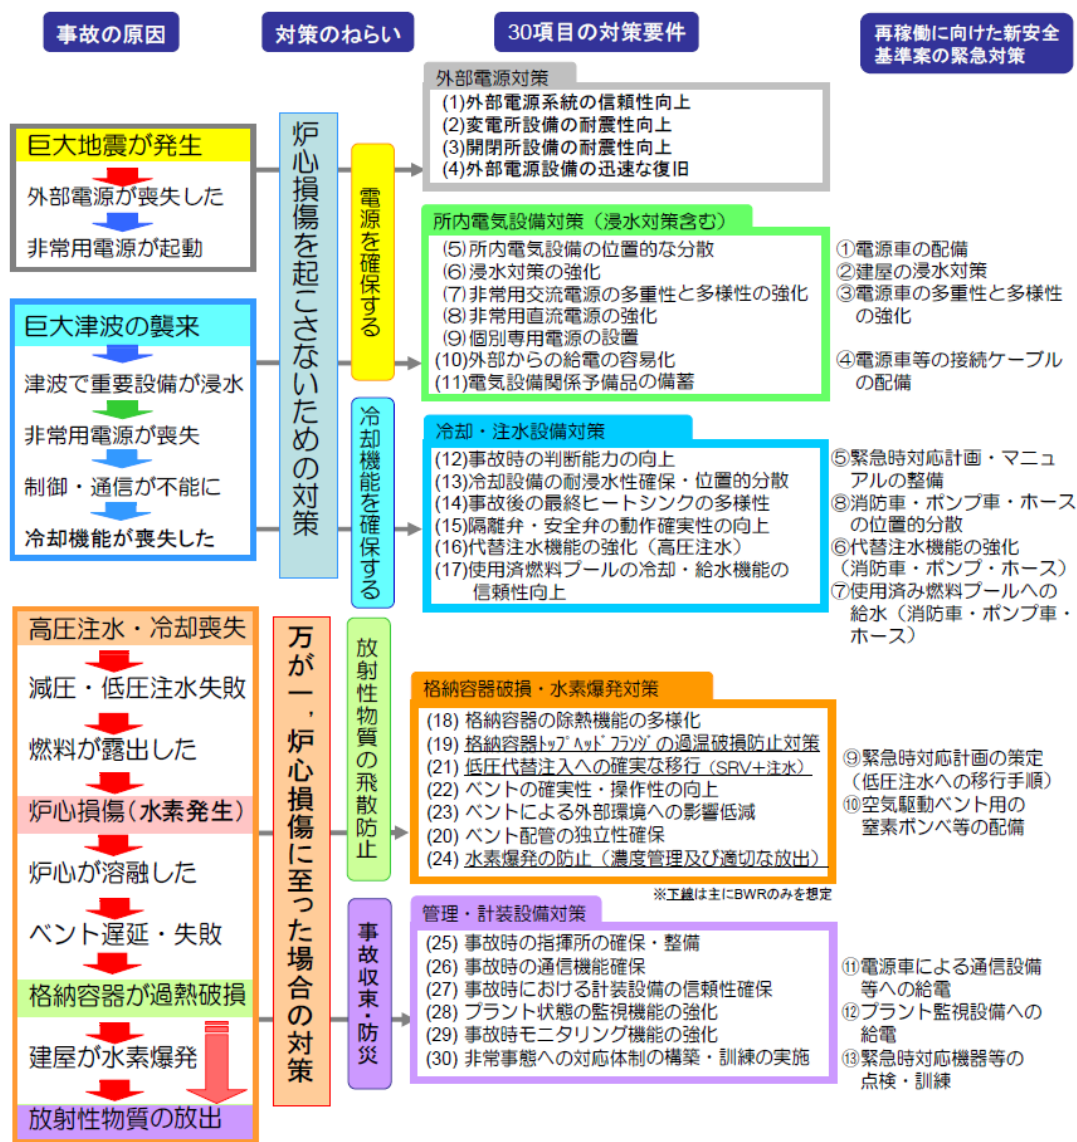 事故の原因
対策のねらい
30項目の対策要件
再稼働に向けた新安全
基準案の緊急対策
巨大地震が発生
外部電源が喪失した
非常用電源が起動
巨大津波の襲来
津波で重要設備が浸水
非常用電源が喪失
制御・通信が不能に
冷却機能が喪失した
高圧注水・冷却喪失
減圧・低圧注水失敗
燃料が露出した
炉心損傷(水素発生)
炉心が溶融した
ベント遅延・失敗
格納容器が過熱破損
建屋が水素爆発
放射性物質の放出
炉心損傷を起こさないための対策
万が一，炉心損傷に至った場合の対策
電源を確保する
冷却機能を確保する
放射性物質の飛散防止
事故収束・防災
外部電源対策
(1)外部電源系統の信頼性向上
(2)変電所設備の耐震性向上
(3)開閉所設備の耐震性向上
(4)外部電源設備の迅速な復旧
所内電気設備対策（浸水対策含む）
(5)所内電気設備の位置的な分散
(6)浸水対策の強化
(7)非常用交流電源の多重性と多様性の強化
(8)非常用直流電源の強化
(9)個別専用電源の設置
(10)外部からの給電の容易化
(11)電気設備関係予備品の備蓄
冷却・注水設備対策
(12)事故時の判断能力の向上
(13)冷却設備の耐浸水性確保・位置的分散
(14)事故後の最終ヒートシンクの多様性
(15)隔離弁・安全弁の動作確実性の向上
(16)代替注水機能の強化（高圧注水）
(17)使用済燃料プールの冷却・給水機能の
信頼性向上
格納容器破損・水素爆発対策
(18) 格納容器の除熱機能の多様化
(19) 格納容器ﾄｯﾌﾟﾍｯﾄﾞﾌﾗﾝｼﾞの過温破損防止対策
(21) 低圧代替注入への確実な移行（SRV+注水）
(22) ベントの確実性・操作性の向上
(23) ベントによる外部環境への影響低減
(20) ベント配管の独立性確保
(24) 水素爆発の防止（濃度管理及び適切な放出）
※下線は主にBWRのみを想定
管理・計装設備対策
(25) 事故時の指揮所の確保・整備
(26) 事故時の通信機能確保
(27) 事故時における計装設備の信頼性確保
(28) プラント状態の監視機能の強化
(29) 事故時モニタリング機能の強化
(30) 非常事態への対応体制の構築・訓練の実施
①電源車の配備
②建屋の浸水対策
③電源車の多重性と多様性
の強化
④電源車等の接続ケーブル
の配備
⑤緊急時対応計画・マニュ
アルの整備
⑧消防車・ポンプ車・ホース
の位置的分散
⑥代替注水機能の強化
（消防車・ポンプ・ホース）
⑦使用済み燃料プールへの
給水（消防車・ポンプ車・
ホース）
⑨緊急時対応計画の策定
（低圧注水への移行手順）
⑩空気駆動ベント用の
窒素ボンベ等の配備
⑪電源車による通信設備
等への給電
⑫プラント監視設備への
給電
⑬緊急時対応機器等の
点検・訓練